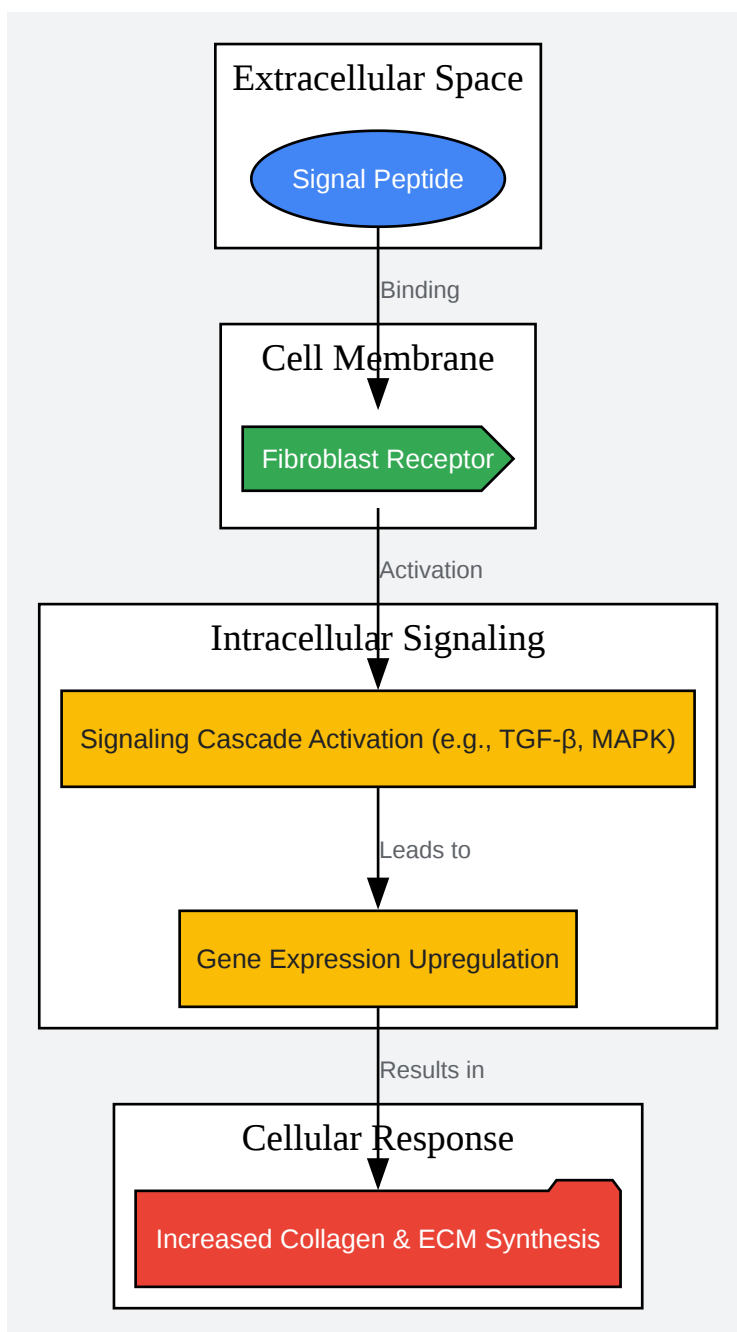 Extracellular Space
Signal Peptide
Binding
Cell Membrane
Fibroblast Receptor
Activation
Intracellular Signaling
Signaling Cascade Activation (e.g., TGF-β, MAPK)
Leads to
Gene Expression Upregulation
Results in
Cellular Response
Increased Collagen & ECM Synthesis